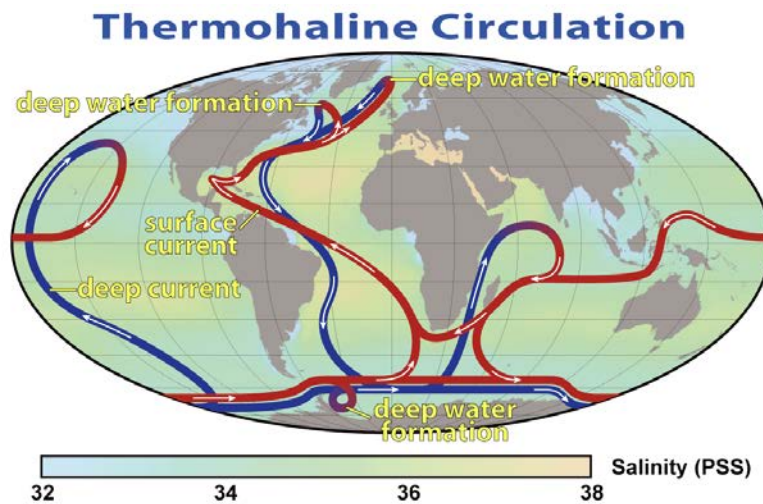 Thermohaline Circulation
deep water formation
deep water formation
surface
current
deep current
deep water
formation
Salinity (PSS)
32 34 36 38